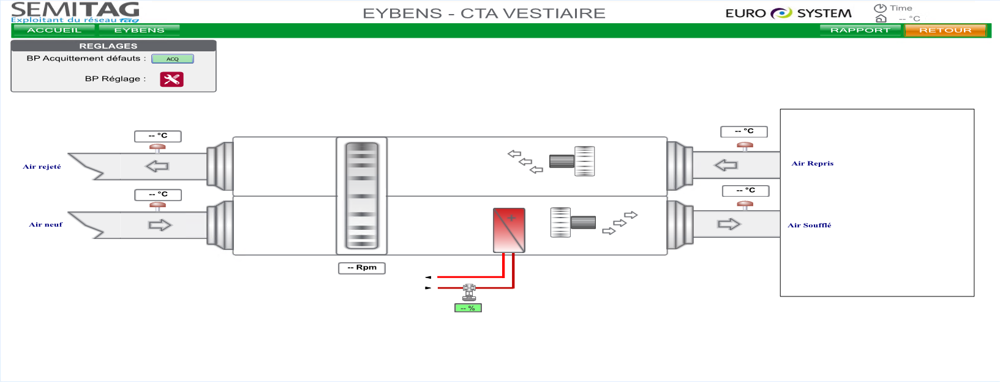 SEMITAG
Exploitant du réseau tag
EYBENS - CTA VESTIAIRE
EURO SYSTEM
Time
-- °C
ACCUEIL
EYBENS
RAPPORT
RETOUR
REGLAGES
BP Acquittement défauts :
ACQ
BP Réglage :
-- °C
-- °C
Air rejeté
Air Repris
-- °C
-- °C
Air neuf
Air Soufflé
+
-- Rpm
-- %